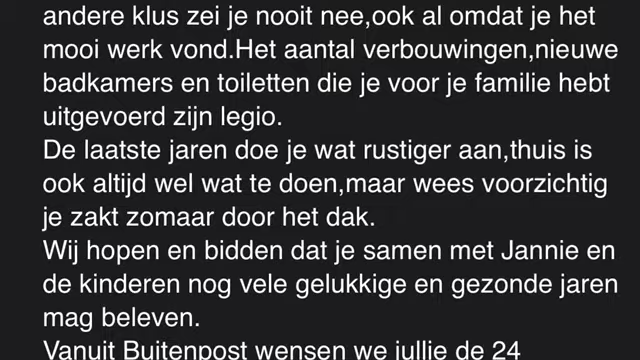 andere klus zei je nooit nee,ook al omdat je het
mooi werk vond.Het aantal verbouwingen,nieuwe
badkamers en toiletten die je voor je familie hebt
uitgevoerd zijn legio.
De laatste jaren doe je wat rustiger aan,thuis is
ook altijd wel wat te doen,maar wees voorzichtig
je zakt zomaar door het dak.
Wij hopen en bidden dat je samen met Jannie en
de kinderen nog vele gelukkige en gezonde jaren
mag beleven.
Vanuit Buitenpost wensen we jullie de 24